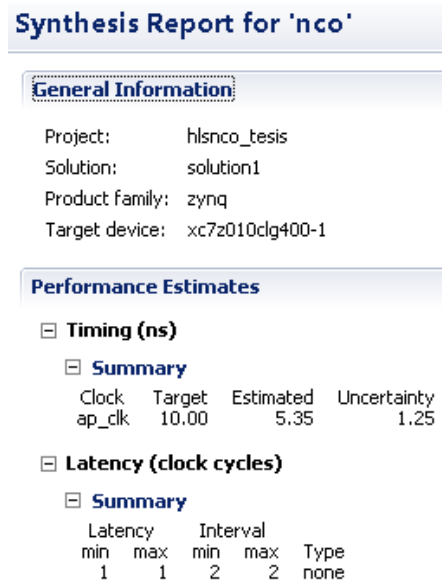 Synthesis Report for 'nco'
General Information
Project: hlsnco_tesis
Solution: solution1
Product family: zynq
Target device: xc7z010clg400-1
Performance Estimates
Timing (ns)
Summary
Clock Target Estimated Uncertainty
ap_clk 10.00 5.35 1.25
Latency (clock cycles)
Summary
Latency Interval
min max min max Type
1 1 2 2 none